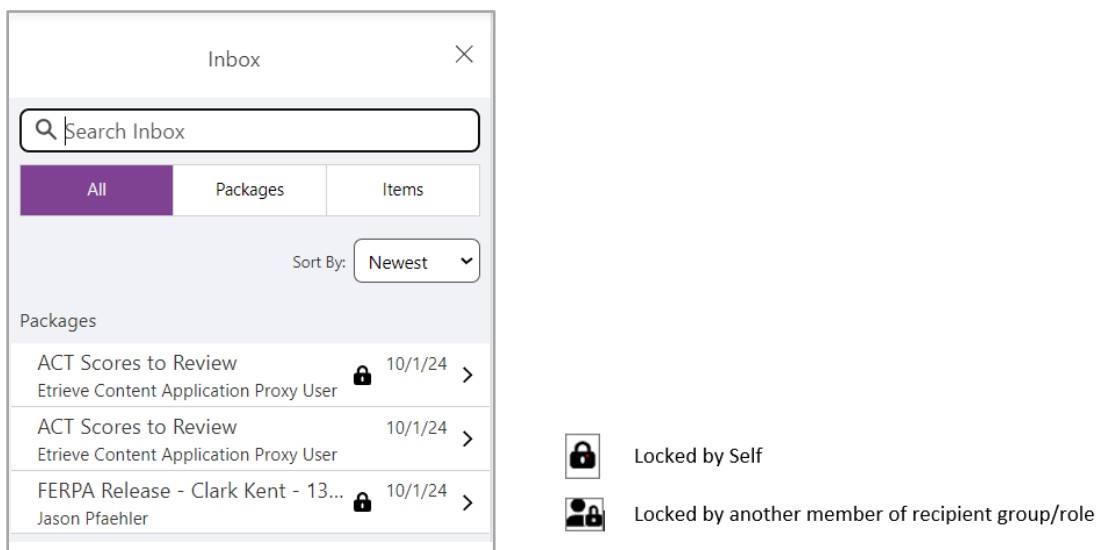 Inbox
Search Inbox
All Packages Items
Sort By: Newest
Packages
ACT Scores to Review 10/1/24
Etrieve Content Application Proxy User
ACT Scores to Review 10/1/24
Etrieve Content Application Proxy User
FERPA Release - Clark Kent - 13... 10/1/24
Jason Pfaehler
Locked by Self
Locked by another member of recipient group/role